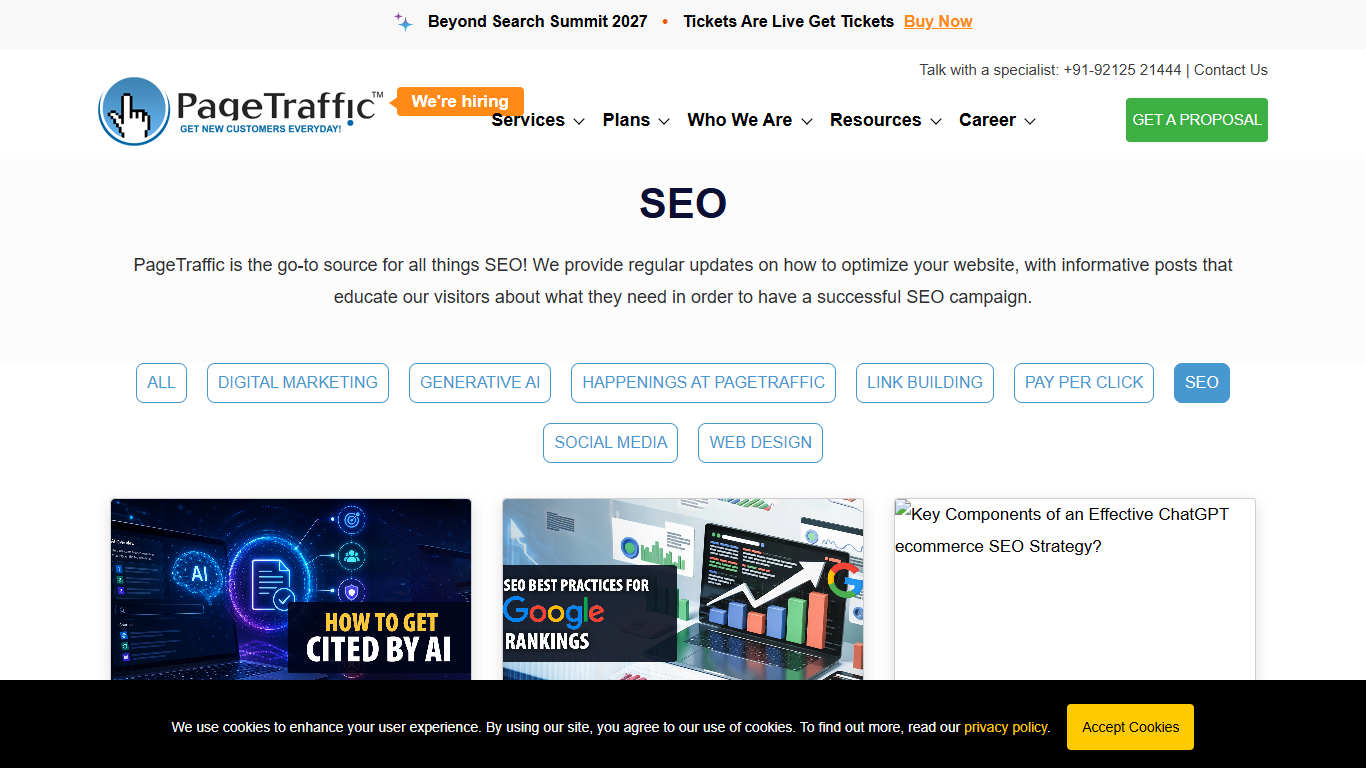 Beyond Search Summit 2027 • Tickets Are Live Get Tickets Buy Now
Talk with a specialist: +91-92125 21444 | Contact Us
PageTraffic™
GET NEW CUSTOMERS EVERYDAY!
We're hiring
Services Plans Who We Are Resources Career
GET A PROPOSAL
SEO
PageTraffic is the go-to source for all things SEO! We provide regular updates on how to optimize your website, with informative posts that
educate our visitors about what they need in order to have a successful SEO campaign.
ALL DIGITAL MARKETING GENERATIVE AI HAPPENINGS AT PAGETRAFFIC LINK BUILDING PAY PER CLICK SEO
SOCIAL MEDIA WEB DESIGN
AI
HOW TO GET
CITED BY AI
SEO BEST PRACTICES FOR
Google
RANKINGS
Key Components of an Effective ChatGPT
ecommerce SEO Strategy?
We use cookies to enhance your user experience. By using our site, you agree to our use of cookies. To find out more, read our privacy policy.
Accept Cookies